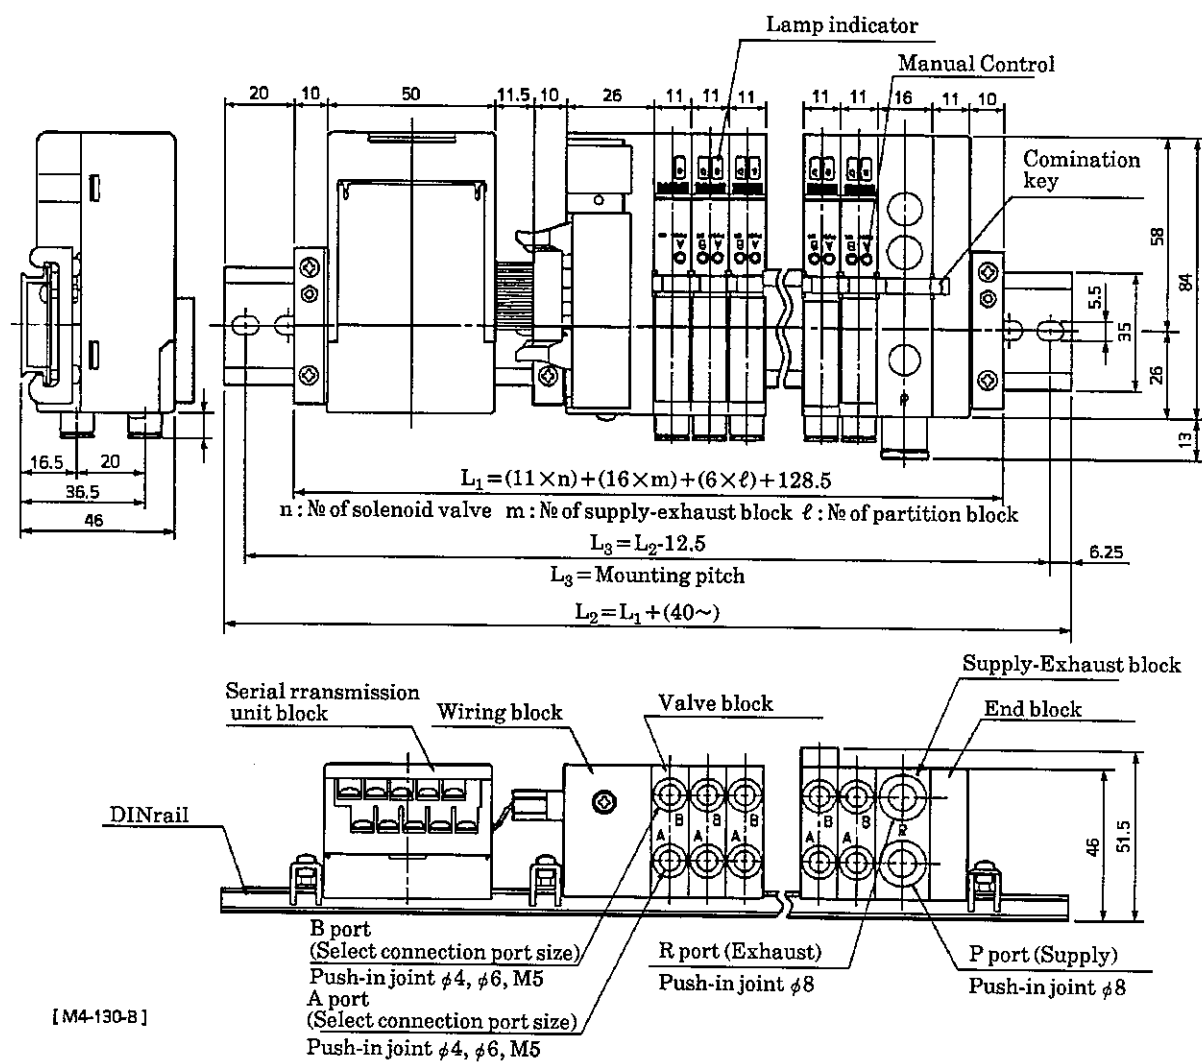 Lamp indicator
Manual Control
20 10 50 11.5 10 26 11 11 11 11 11 16 11 10
Comination
key
58
84
5.5
35
26
13
P
16.5 20
36.5
46
L₁=(11×n)+(16×m)+(6×ℓ)+128.5
n : № of solenoid valve m : № of supply-exhaust block ℓ : № of partition block
L₃=L₂-12.5
6.25
L₃=Mounting pitch
L₂=L₁+(40~)
Supply-Exhaust block
Serial rransmission
unit block
Wiring block
Valve block
End block
DINrail
B B B B B R
A A A A A
46
51.5
B port
(Select connection port size)
Push-in joint ϕ4, ϕ6, M5
A port
(Select connection port size)
Push-in joint ϕ4, ϕ6, M5
R port (Exhaust)
Push-in joint ϕ8
P port (Supply)
Push-in joint ϕ8
[ M4-130-B ]